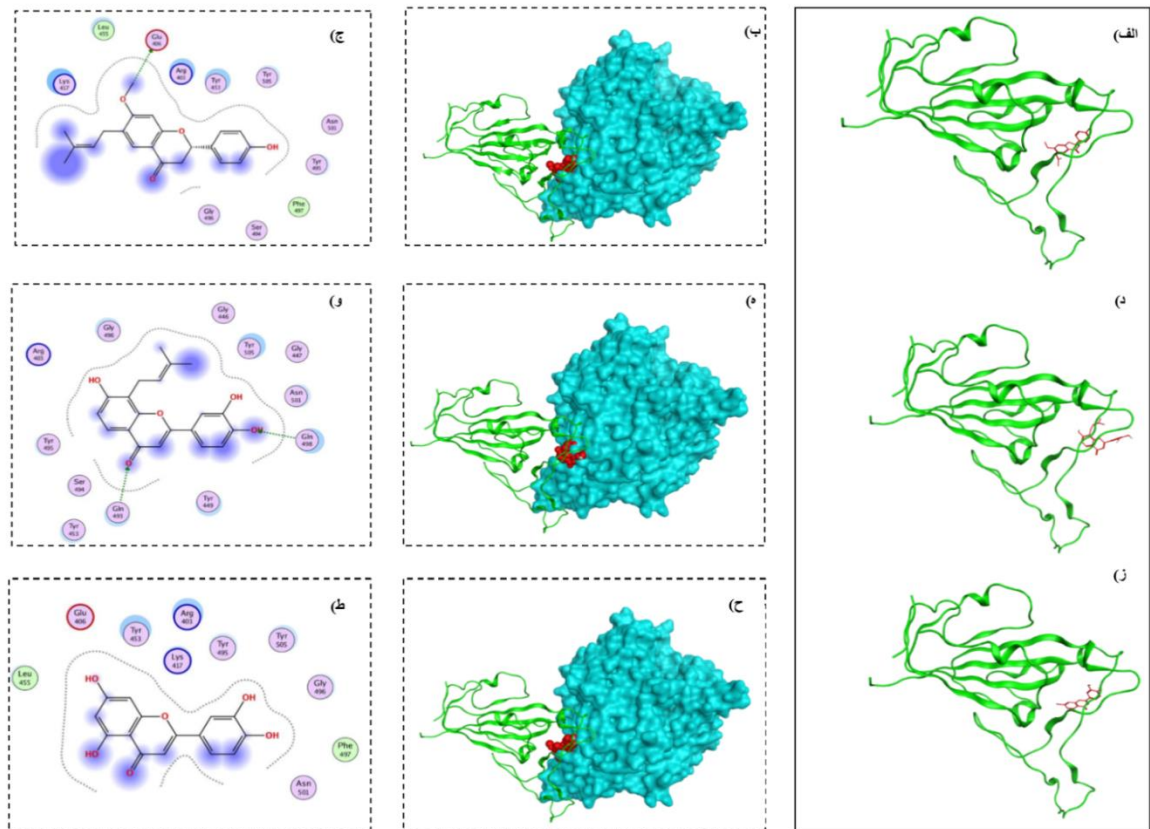 الف)
ب)
ج)
Leu
455
Glu
406
Lys
417
Arg
403
Tyr
453
Tyr
505
Asn
501
Tyr
495
Phe
497
Gly
496
Ser
494
O
O
OH
O
د)
ه)
و)
Gly
446
Gly
496
Tyr
505
Gly
447
Arg
403
Asn
501
HO
O
OH
OH
Gln
498
O
Tyr
495
Ser
494
Gln
493
Tyr
449
Tyr
453
ز)
ح)
ط)
Glu
406
Arg
403
Tyr
453
Lys
417
Tyr
495
Tyr
505
Leu
455
Gly
496
Phe
497
Asn
501
HO
O
OH
OH
HO
O